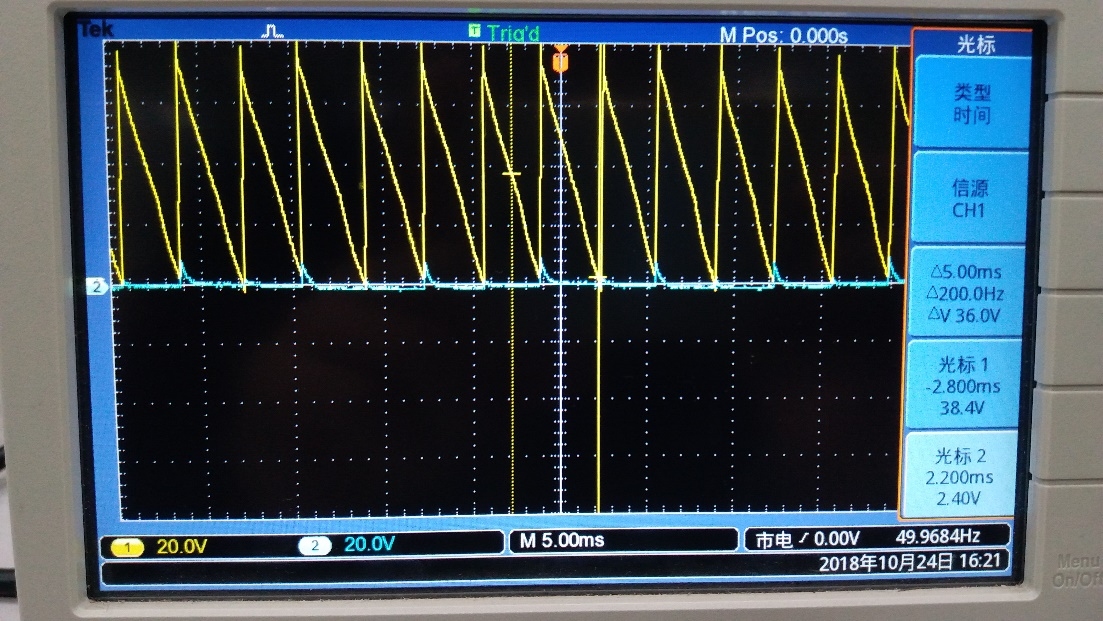 Tek
T Trig'd
M Pos: 0.000s
光标
类型
时间
信源
CH1
△5.00ms
△200.0Hz
△V 36.0V
光标 1
-2.800ms
38.4V
光标 2
2.200ms
2.40V
2
1 20.0V
2 20.0V
M 5.00ms
市电 0.00V
49.9684Hz
2018年10月24日 16:21
Menu
On/Off